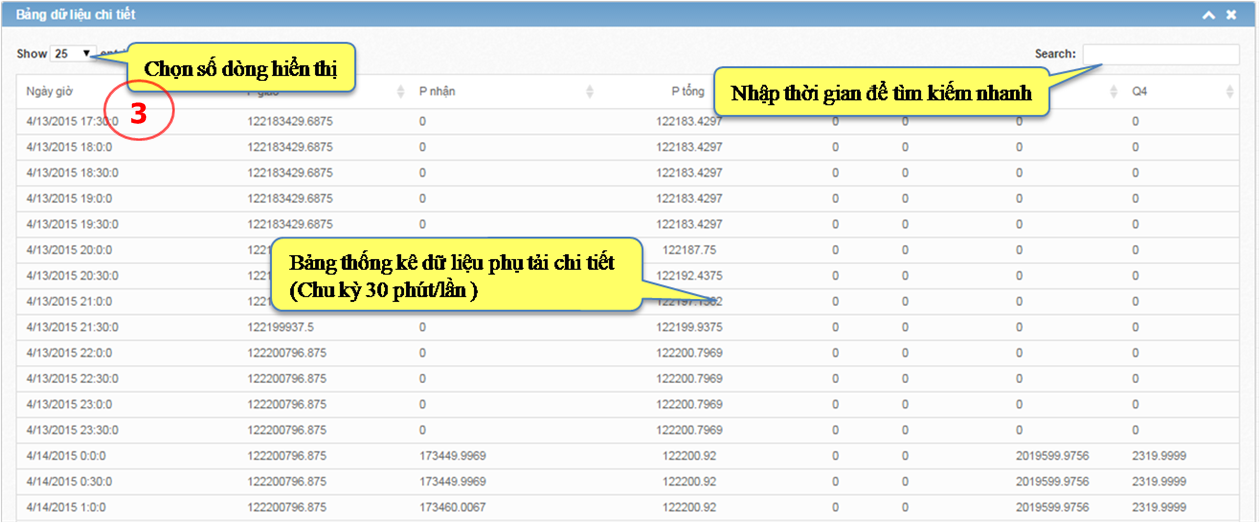 Bảng dữ liệu chi tiết
Show 25
Search:
Chọn số dòng hiển thị
Nhập thời gian để tìm kiếm nhanh
Ngày giờ P nhận P tổng Q4
3
4/13/2015 17:30:0 122183429.6875 0 122183.4297 0 0 0 0
4/13/2015 18:0:0 122183429.6875 0 122183.4297 0 0 0 0
4/13/2015 18:30:0 122183429.6875 0 122183.4297 0 0 0 0
4/13/2015 19:0:0 122183429.6875 0 122183.4297 0 0 0 0
4/13/2015 19:30:0 122183429.6875 0 122183.4297 0 0 0 0
4/13/2015 20:0:0 122187.75 0 0 0 0
4/13/2015 20:30:0 122192.4375 0 0 0 0
Bảng thống kê dữ liệu phụ tải chi tiết
(Chu kỳ 30 phút/lần )
4/13/2015 21:0:0 0 0 0 0
4/13/2015 21:30:0 122199937.5 0 122199.9375 0 0 0 0
4/13/2015 22:0:0 122200796.875 0 122200.7969 0 0 0 0
4/13/2015 22:30:0 122200796.875 0 122200.7969 0 0 0 0
4/13/2015 23:0:0 122200796.875 0 122200.7969 0 0 0 0
4/13/2015 23:30:0 122200796.875 0 122200.7969 0 0 0 0
4/14/2015 0:0:0 122200796.875 173449.9969 122200.92 0 0 2019599.9756 2319.9999
4/14/2015 0:30:0 122200796.875 173449.9969 122200.92 0 0 2019599.9756 2319.9999
4/14/2015 1:0:0 122200796.875 173460.0067 122200.92 0 0 2019599.9756 2319.9999